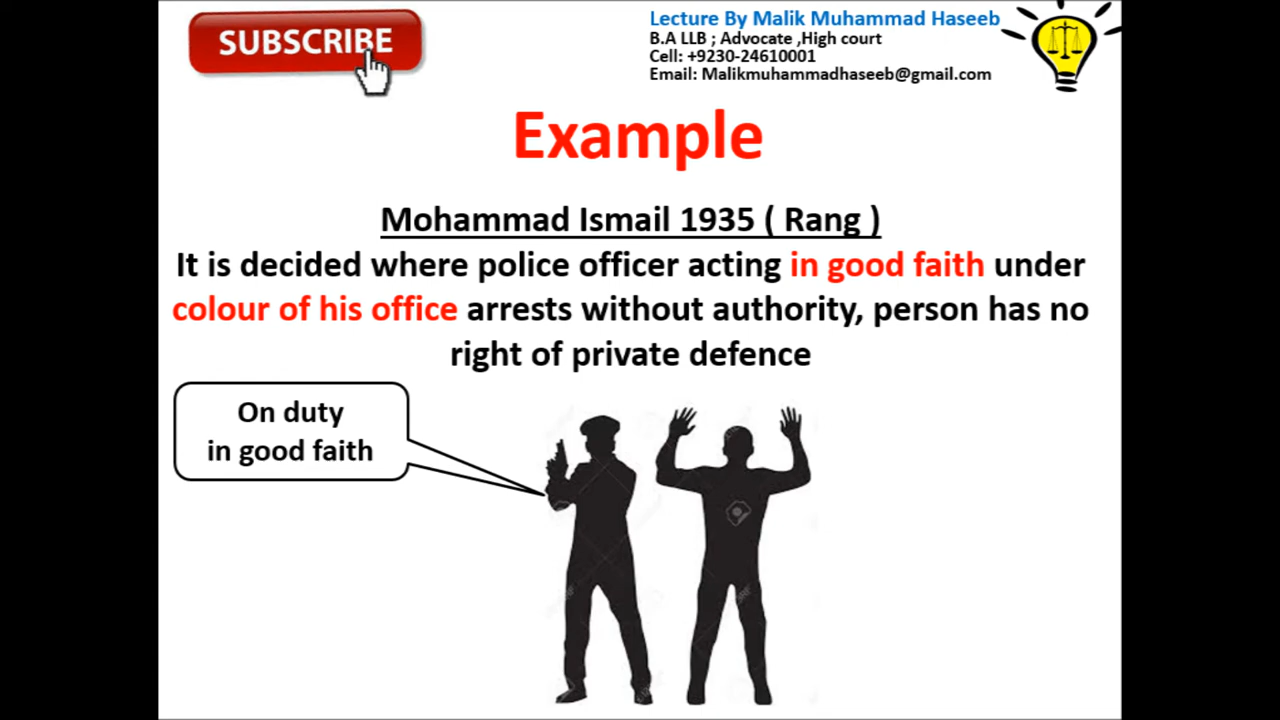 SUBSCRIBE
Lecture By Malik Muhammad Haseeb
B.A LLB ; Advocate ,High court
Cell: +9230-24610001
Email: Malikmuhammadhaseeb@gmail.com
Example
Mohammad Ismail 1935 ( Rang )
It is decided where police officer acting in good faith under
colour of his office arrests without authority, person has no
right of private defence
On duty
in good faith